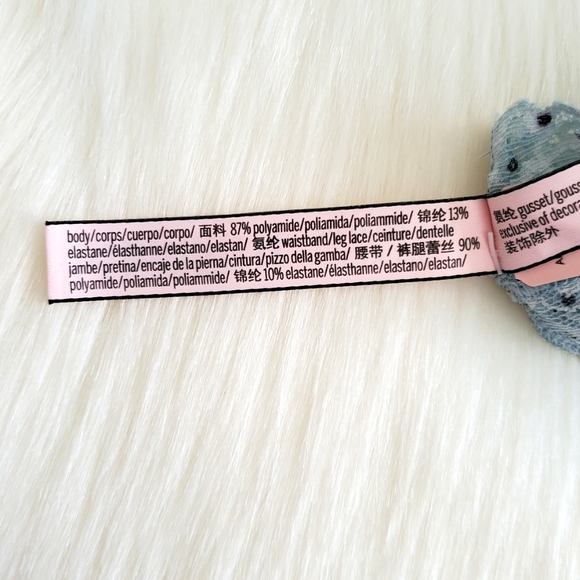 body/corps/cuerpo/corpo/ 面料 87% polyamide/poliamida/poliammide/ 锦纶 13%
elastane/élasthanne/elastano/elastan/ 氨纶 waistband/leg lace/ceinture/dentelle
jambe/pretina/encaje de la pierna/cintura/pizzo della gamba/ 腰带 / 裤腿蕾丝 90%
polyamide/poliamida/poliammide/ 锦纶 10% elastane/élasthanne/elastano/elastan/
氨纶 gusset/
exclusive of
装饰除外